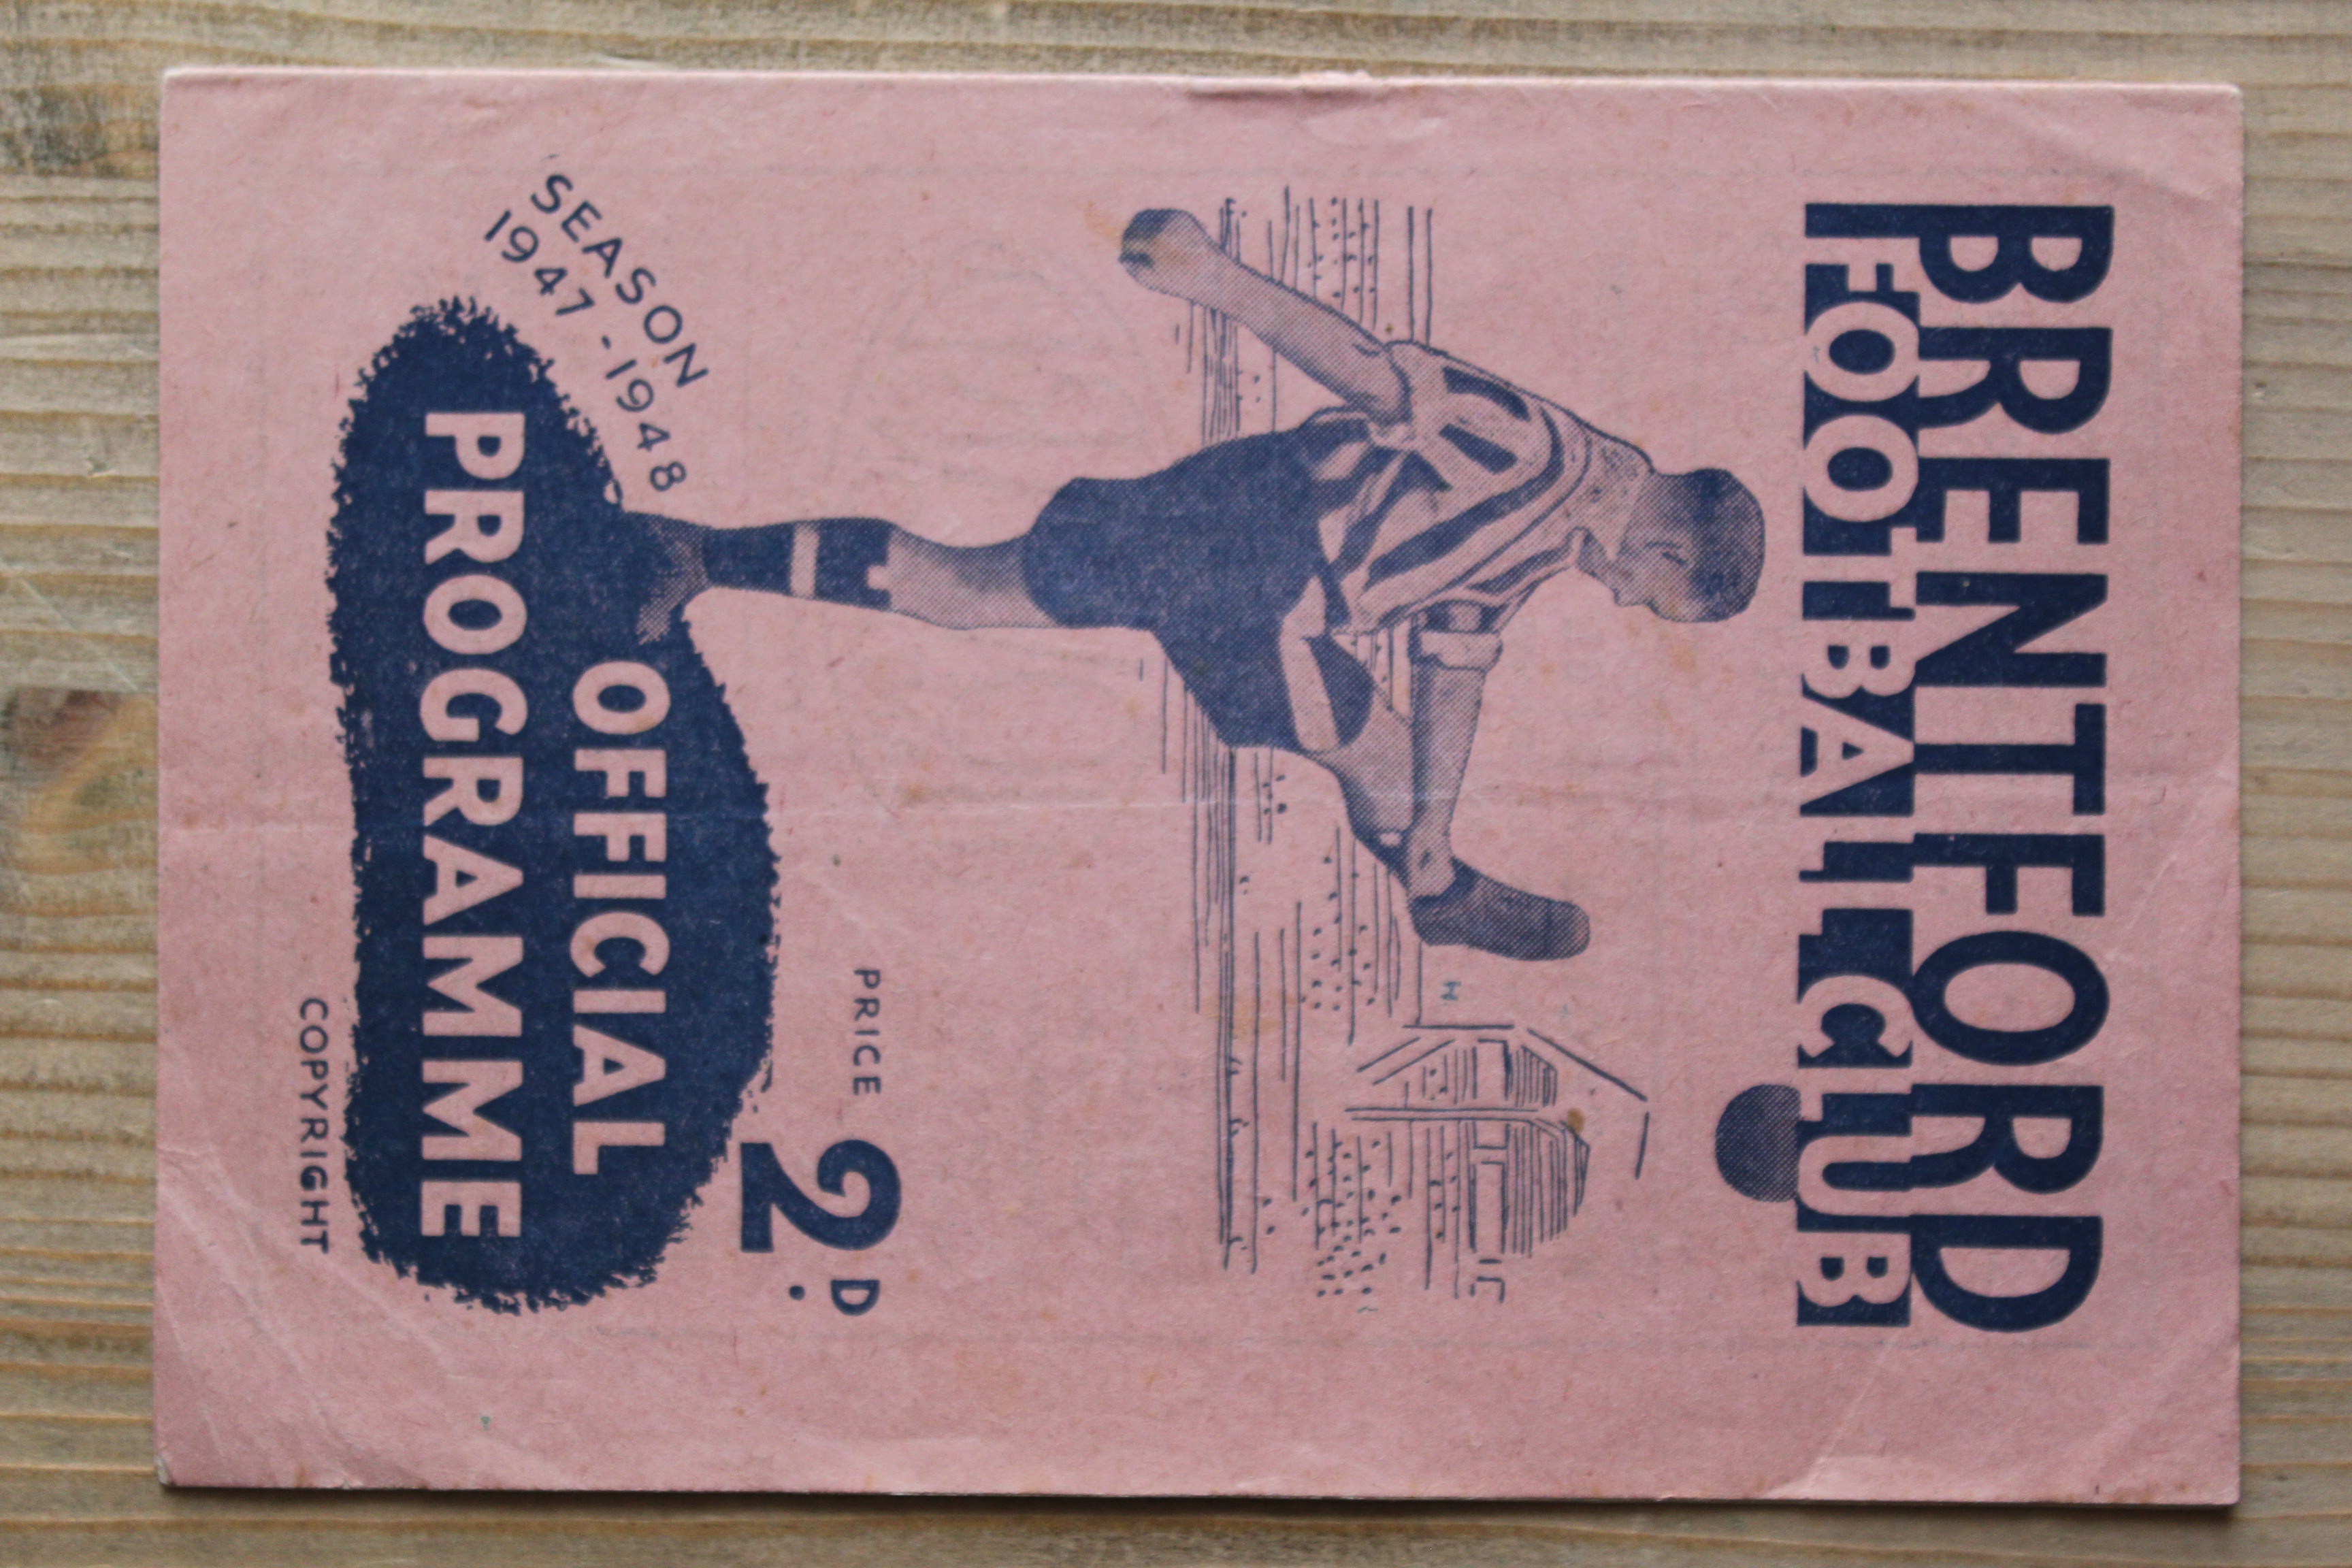 BRENTFORD
FOOTBALL CLUB
PRICE 2D.
SEASON
1947-1948
OFFICIAL
PROGRAMME
COPYRIGHT